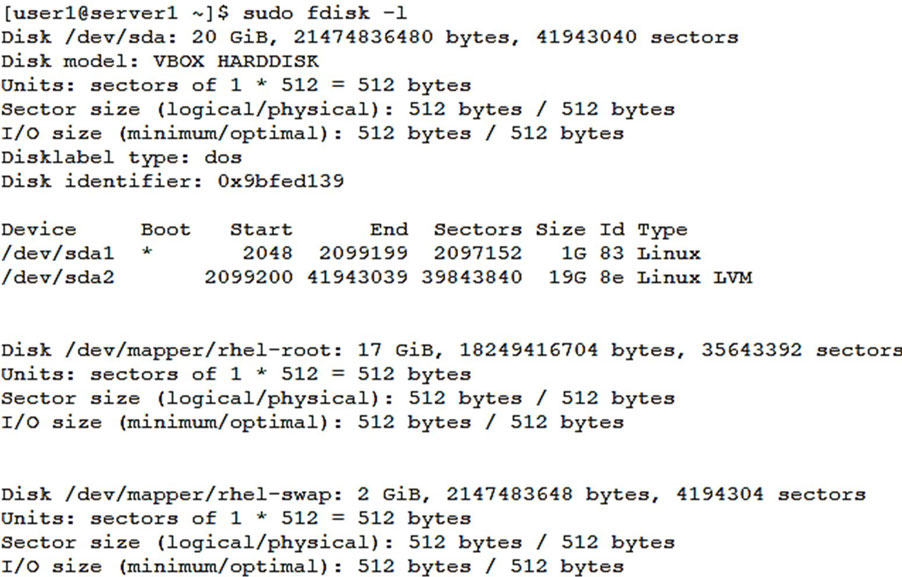 [user1@server1 ~]$ sudo fdisk -l
Disk /dev/sda: 20 GiB, 21474836480 bytes, 41943040 sectors
Disk model: VBOX HARDDISK
Units: sectors of 1 * 512 = 512 bytes
Sector size (logical/physical): 512 bytes / 512 bytes
I/O size (minimum/optimal): 512 bytes / 512 bytes
Disklabel type: dos
Disk identifier: 0x9bfed139

Device     Boot   Start      End  Sectors Size Id Type
/dev/sda1  *       2048  2099199  2097152   1G 83 Linux
/dev/sda2       2099200 41943039 39843840  19G 8e Linux LVM


Disk /dev/mapper/rhel-root: 17 GiB, 18249416704 bytes, 35643392 sectors
Units: sectors of 1 * 512 = 512 bytes
Sector size (logical/physical): 512 bytes / 512 bytes
I/O size (minimum/optimal): 512 bytes / 512 bytes


Disk /dev/mapper/rhel-swap: 2 GiB, 2147483648 bytes, 4194304 sectors
Units: sectors of 1 * 512 = 512 bytes
Sector size (logical/physical): 512 bytes / 512 bytes
I/O size (minimum/optimal): 512 bytes / 512 bytes